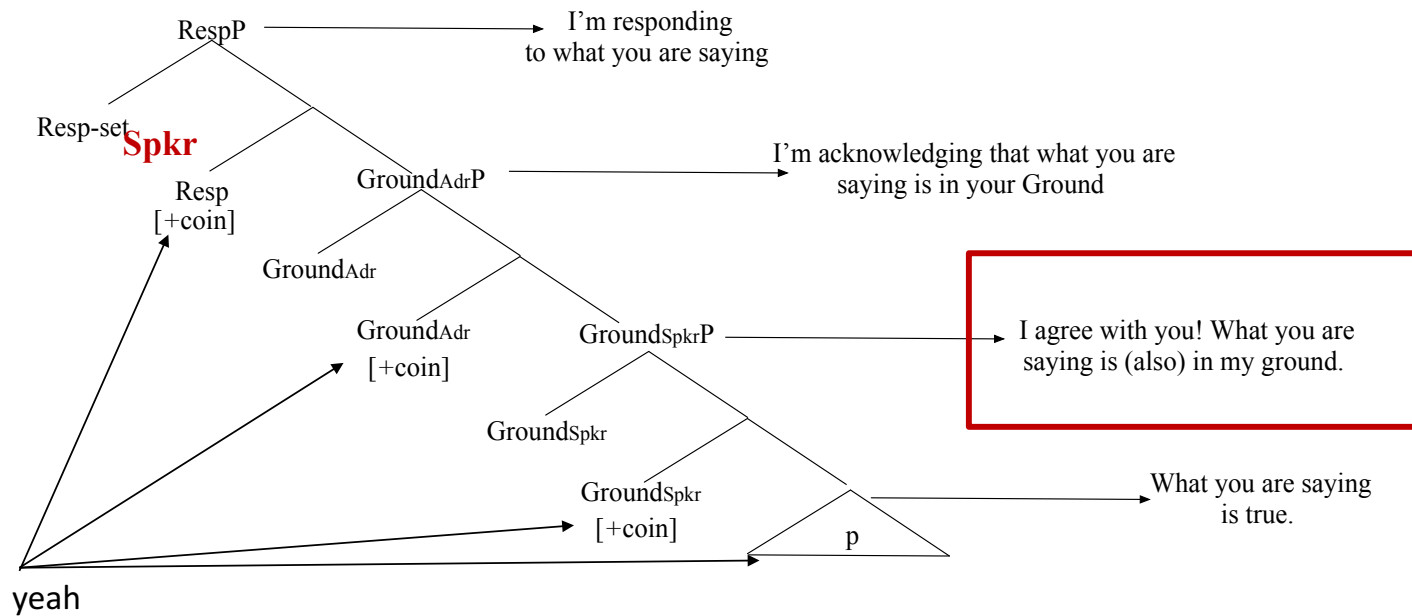 RespP
I'm responding
to what you are saying
Resp-set
Spkr
Resp
[+coin]
GroundAdrP
I'm acknowledging that what you are
saying is in your Ground
GroundAdr
GroundAdr
[+coin]
GroundSpkrP
I agree with you! What you are
saying is (also) in my ground.
GroundSpkr
GroundSpkr
[+coin]
What you are saying
is true.
p
yeah